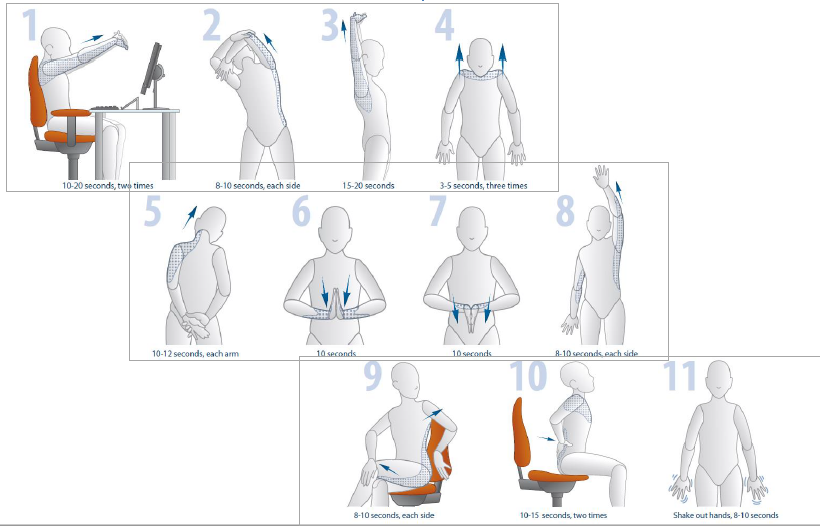 1 2 3 4
10-20 seconds, two times 8-10 seconds, each side 15-20 seconds 3-5 seconds, three times
5 6 7 8
10-12 seconds, each arm 10 seconds 10 seconds 8-10 seconds, each side
9 10 11
8-10 seconds, each side 10-15 seconds, two times Shake out hands, 8-10 seconds